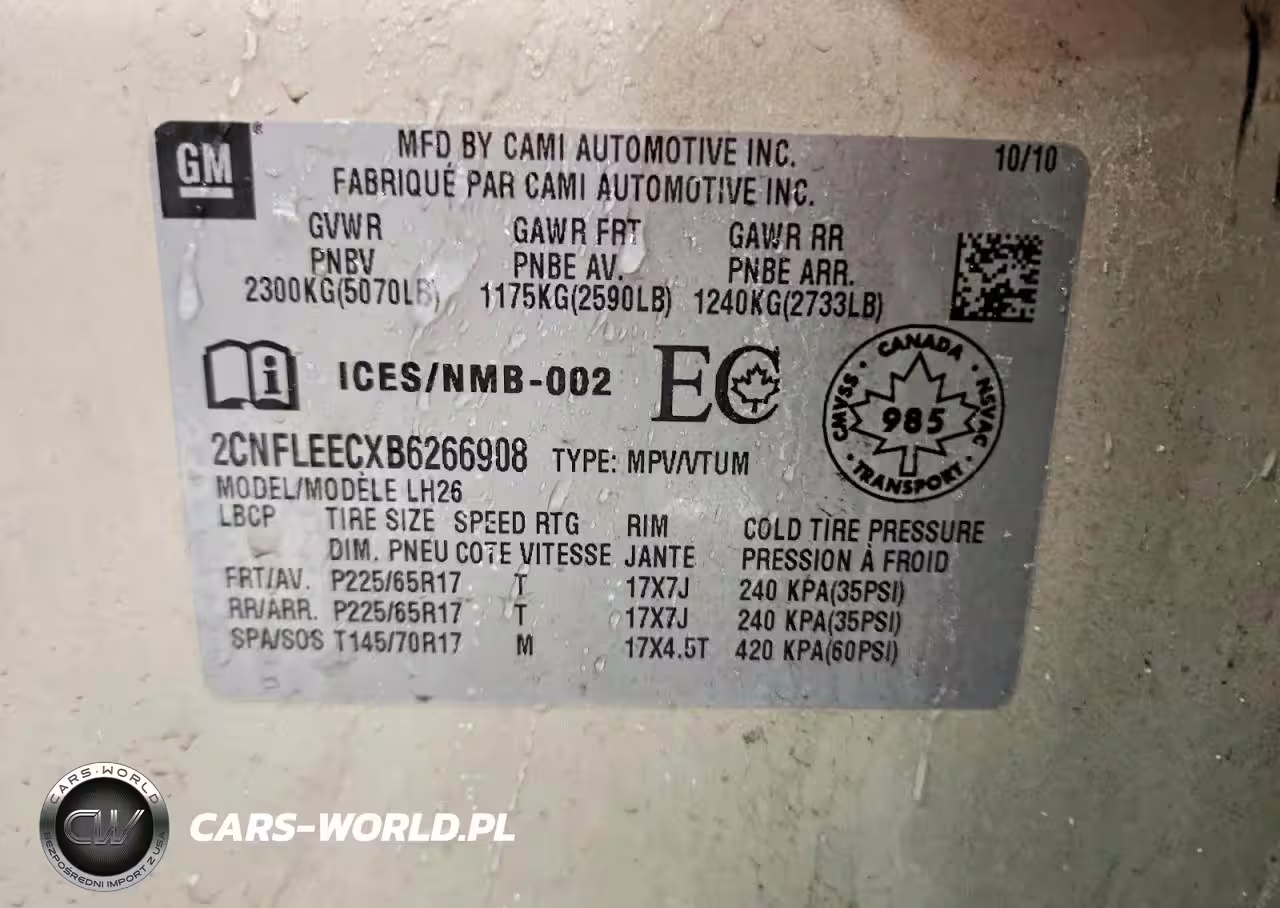 GM
MFD BY CAMI AUTOMOTIVE INC. 10/10
FABRIQUÉ PAR CAMI AUTOMOTIVE INC.
GVWR GAWR FRT GAWR RR
PNBV PNBE AV. PNBE ARR.
2300KG(5070LB) 1175KG(2590LB) 1240KG(2733LB)
ICES/NMB-002 EC
CANADA
CMVSS 985 NSVAC
TRANSPORT
2CNFLEECXB6266908 TYPE: MPV/VTUM
MODEL/MODÈLE LH26
LBCP TIRE SIZE SPEED RTG RIM COLD TIRE PRESSURE
DIM. PNEU COTE VITESSE JANTE PRESSION À FROID
FRT/AV. P225/65R17 T 17X7J 240 KPA(35PSI)
RR/ARR. P225/65R17 T 17X7J 240 KPA(35PSI)
SPA/SOS T145/70R17 M 17X4.5T 420 KPA(60PSI)
CARS-WORLD
CW
BEZPOŚREDNI IMPORT Z USA
CARS-WORLD.PL